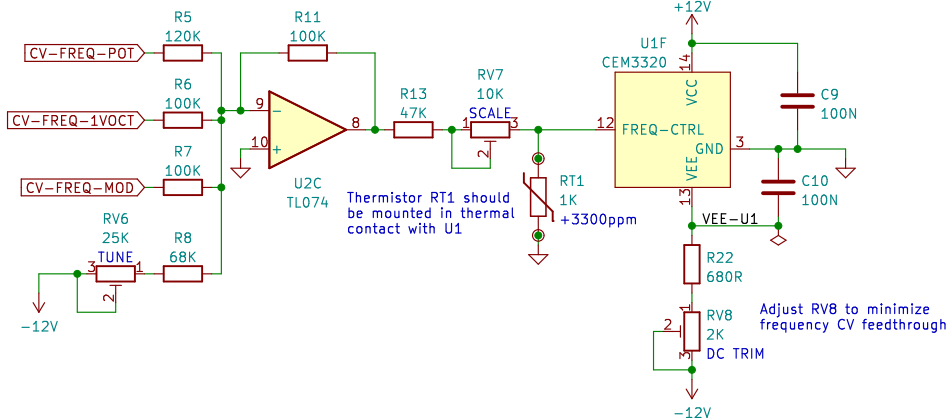 +12V
R5
120K
CV-FREQ-POT
R11
100K
U1F
CEM3320
14
VCC
R6
100K
CV-FREQ-1VOCT
9
8
10
R13
47K
RV7
10K
SCALE
1
3
2
12
FREQ-CTRL
GND
3
VEE
13
C9
100N
R7
100K
CV-FREQ-MOD
U2C
TL074
Thermistor RT1 should
be mounted in thermal
contact with U1
RT1
1K
+3300ppm
C10
100N
VEE-U1
RV6
25K
TUNE
3
1
2
R8
68K
-12V
R22
680R
1
RV8
2
2K
3
DC TRIM
Adjust RV8 to minimize
frequency CV feedthrough
-12V